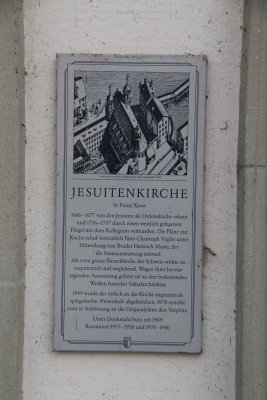 JESUITENKIRCHE
St. Franz Xaver
1666–1677 von den Jesuiten als Ordenskirche erbaut
und 1756–1757 durch einen westlich gelegenen
Flügel mit dem Kollegium verbunden. Die Pläne zur
Kirche schuf vermutlich Pater Christoph Vogler unter
Mitwirkung von Bruder Heinrich Mayer, der
die Innenausstattung entwarf.
Als erste grosse Barockkirche der Schweiz wirkte sie
inspirierend und wegleitend. Wegen ihrer hervor-
ragenden Ausstattung gehört sie zu den bedeutenden
Werken barocker Sakralarchitektur.
1949 wurde der östlich an die Kirche angrenzende
spätgotische «Freienhof» abgebrochen. 1978 erstellte
man in Anlehnung an die Originalpläne den Vorplatz.
Unter Denkmalschutz seit 1969
Restauriert 1957–1958 und 1974–1980